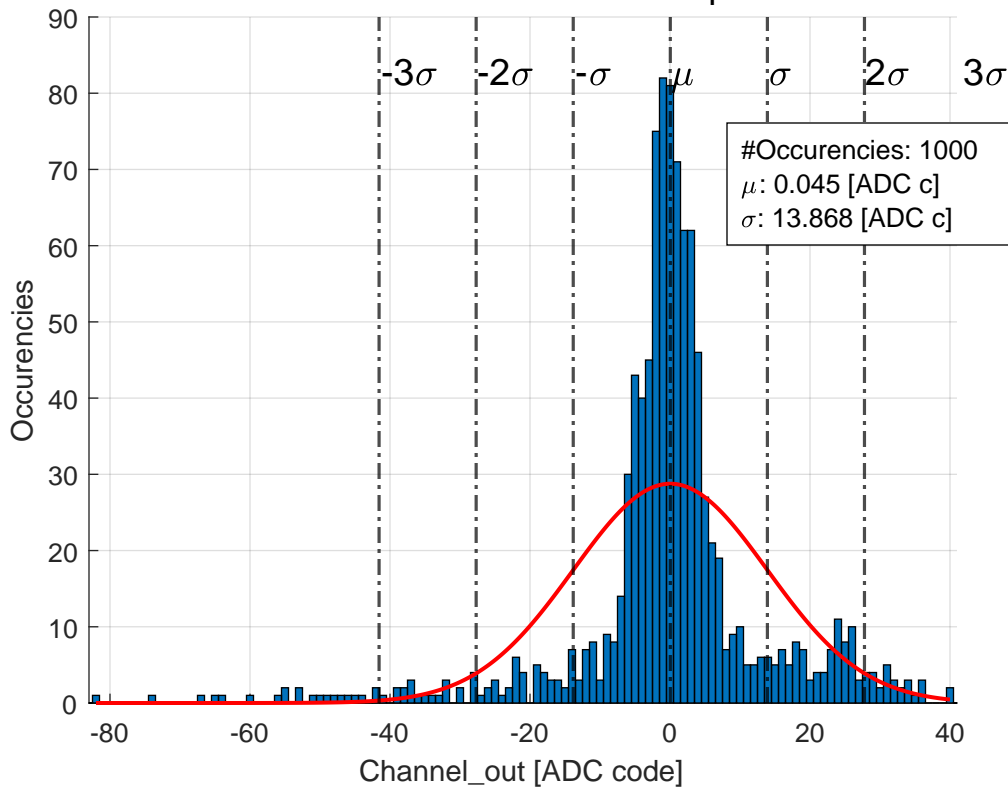 90
80
70
60
50
40
30
20
10
0
Occurencies
-3σ -2σ -σ μ σ 2σ 3σ
#Occurencies: 1000
μ: 0.045 [ADC c]
σ: 13.868 [ADC c]
-80 -60 -40 -20 0 20 40
Channel_out [ADC code]